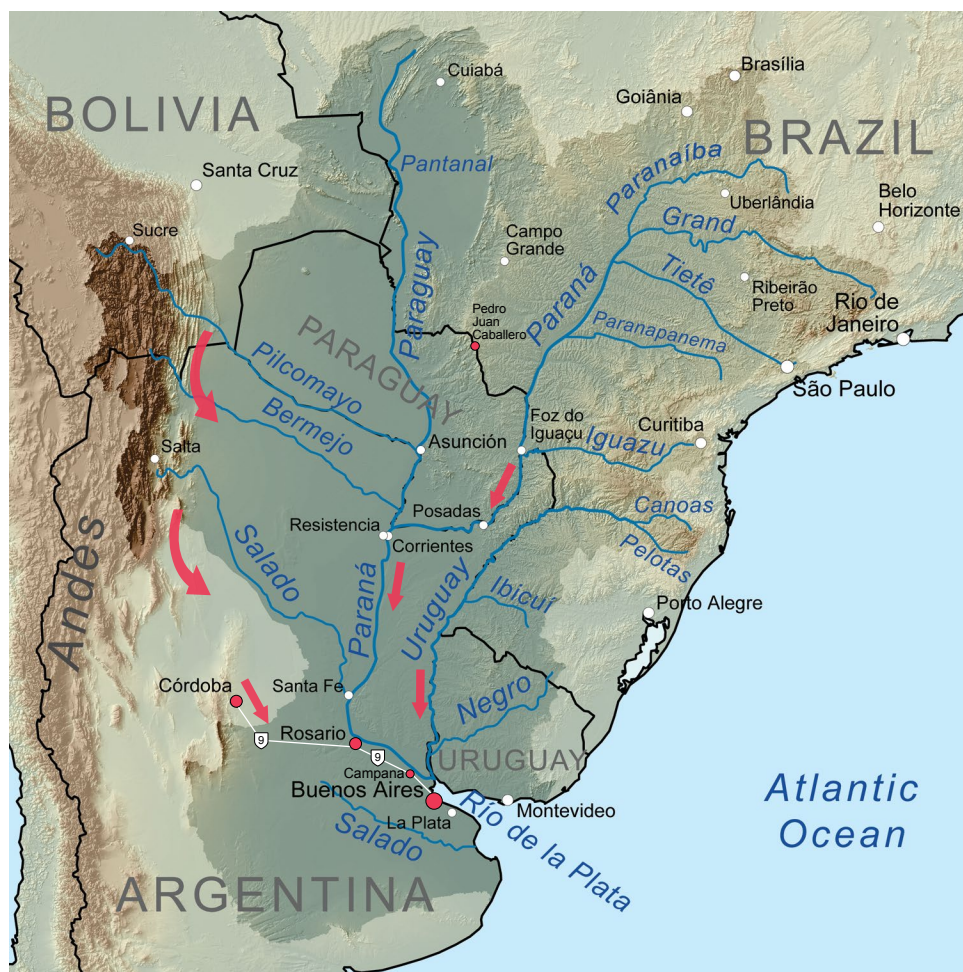 Cuiabá
Brasília
Goiânia
BOLIVIA
BRAZIL
Pantanal
Paranaíba
Santa Cruz
Uberlândia
Belo
Horizonte
Grand
Sucre
Campo
Grande
Tietê
Ribeirão
Preto
Paraguay
Paraná
Rio de
Janeiro
Pedro
Juan
Caballero
Paranapanema
PARAGUAY
Pilcomayo
São Paulo
Bermejo
Foz do
Iguaçu
Curitiba
Asunción
Iguazu
Salta
Canoas
Posadas
Resistencia
Corrientes
Pelotas
Andes
Salado
Paraná
Uruguay
Ibicuí
Porto Alegre
Córdoba
Santa Fe
Negro
Rosario
9
9
URUGUAY
Campana
Buenos Aires
Montevideo
La Plata
Río de la Plata
Salado
Atlantic
Ocean
ARGENTINA